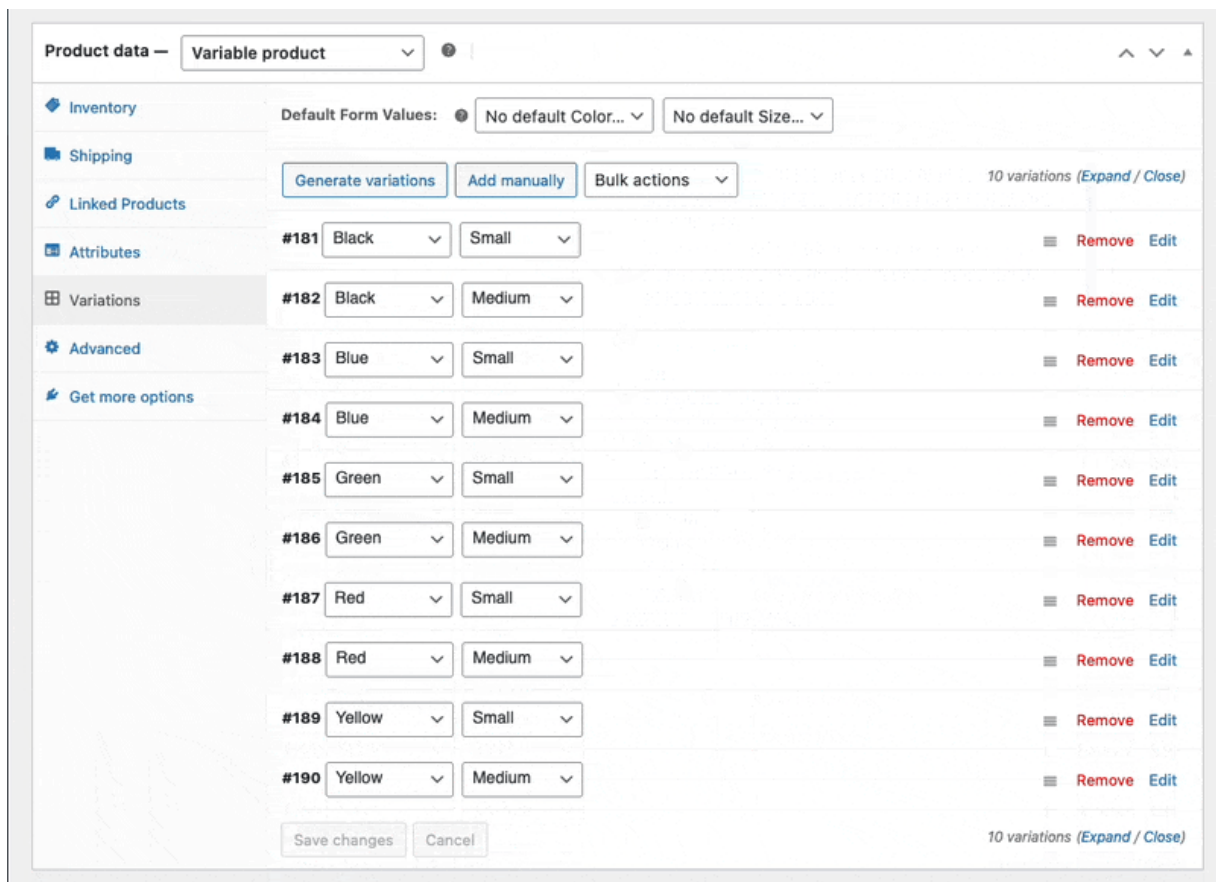 Product data — Variable product
Inventory
Shipping
Linked Products
Attributes
Variations
Advanced
Get more options
Default Form Values: No default Color... No default Size...
Generate variations Add manually Bulk actions 10 variations (Expand / Close)
#181 Black Small Remove Edit
#182 Black Medium Remove Edit
#183 Blue Small Remove Edit
#184 Blue Medium Remove Edit
#185 Green Small Remove Edit
#186 Green Medium Remove Edit
#187 Red Small Remove Edit
#188 Red Medium Remove Edit
#189 Yellow Small Remove Edit
#190 Yellow Medium Remove Edit
Save changes Cancel 10 variations (Expand / Close)